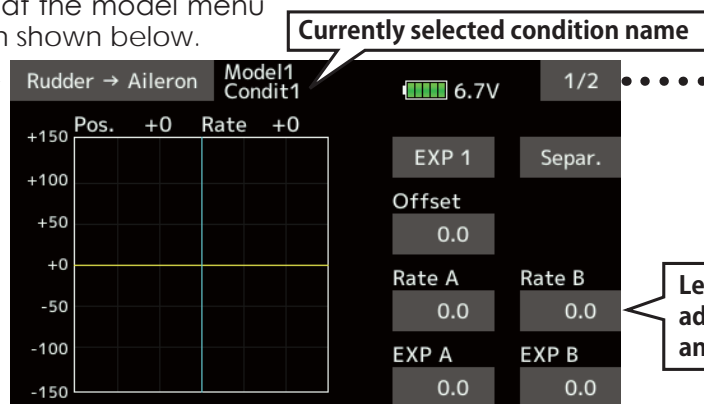 at the model menu
n shown below.
Currently selected condition name
Rudder → Aileron
Model1
Condit1
6.7V
1/2
Pos. +0 Rate +0
+150
+100
+50
+0
-50
-100
-150
EXP 1
Separ.
Offset
0.0
Rate A
Rate B
0.0
0.0
EXP A
EXP B
0.0
0.0
Le
ad
an